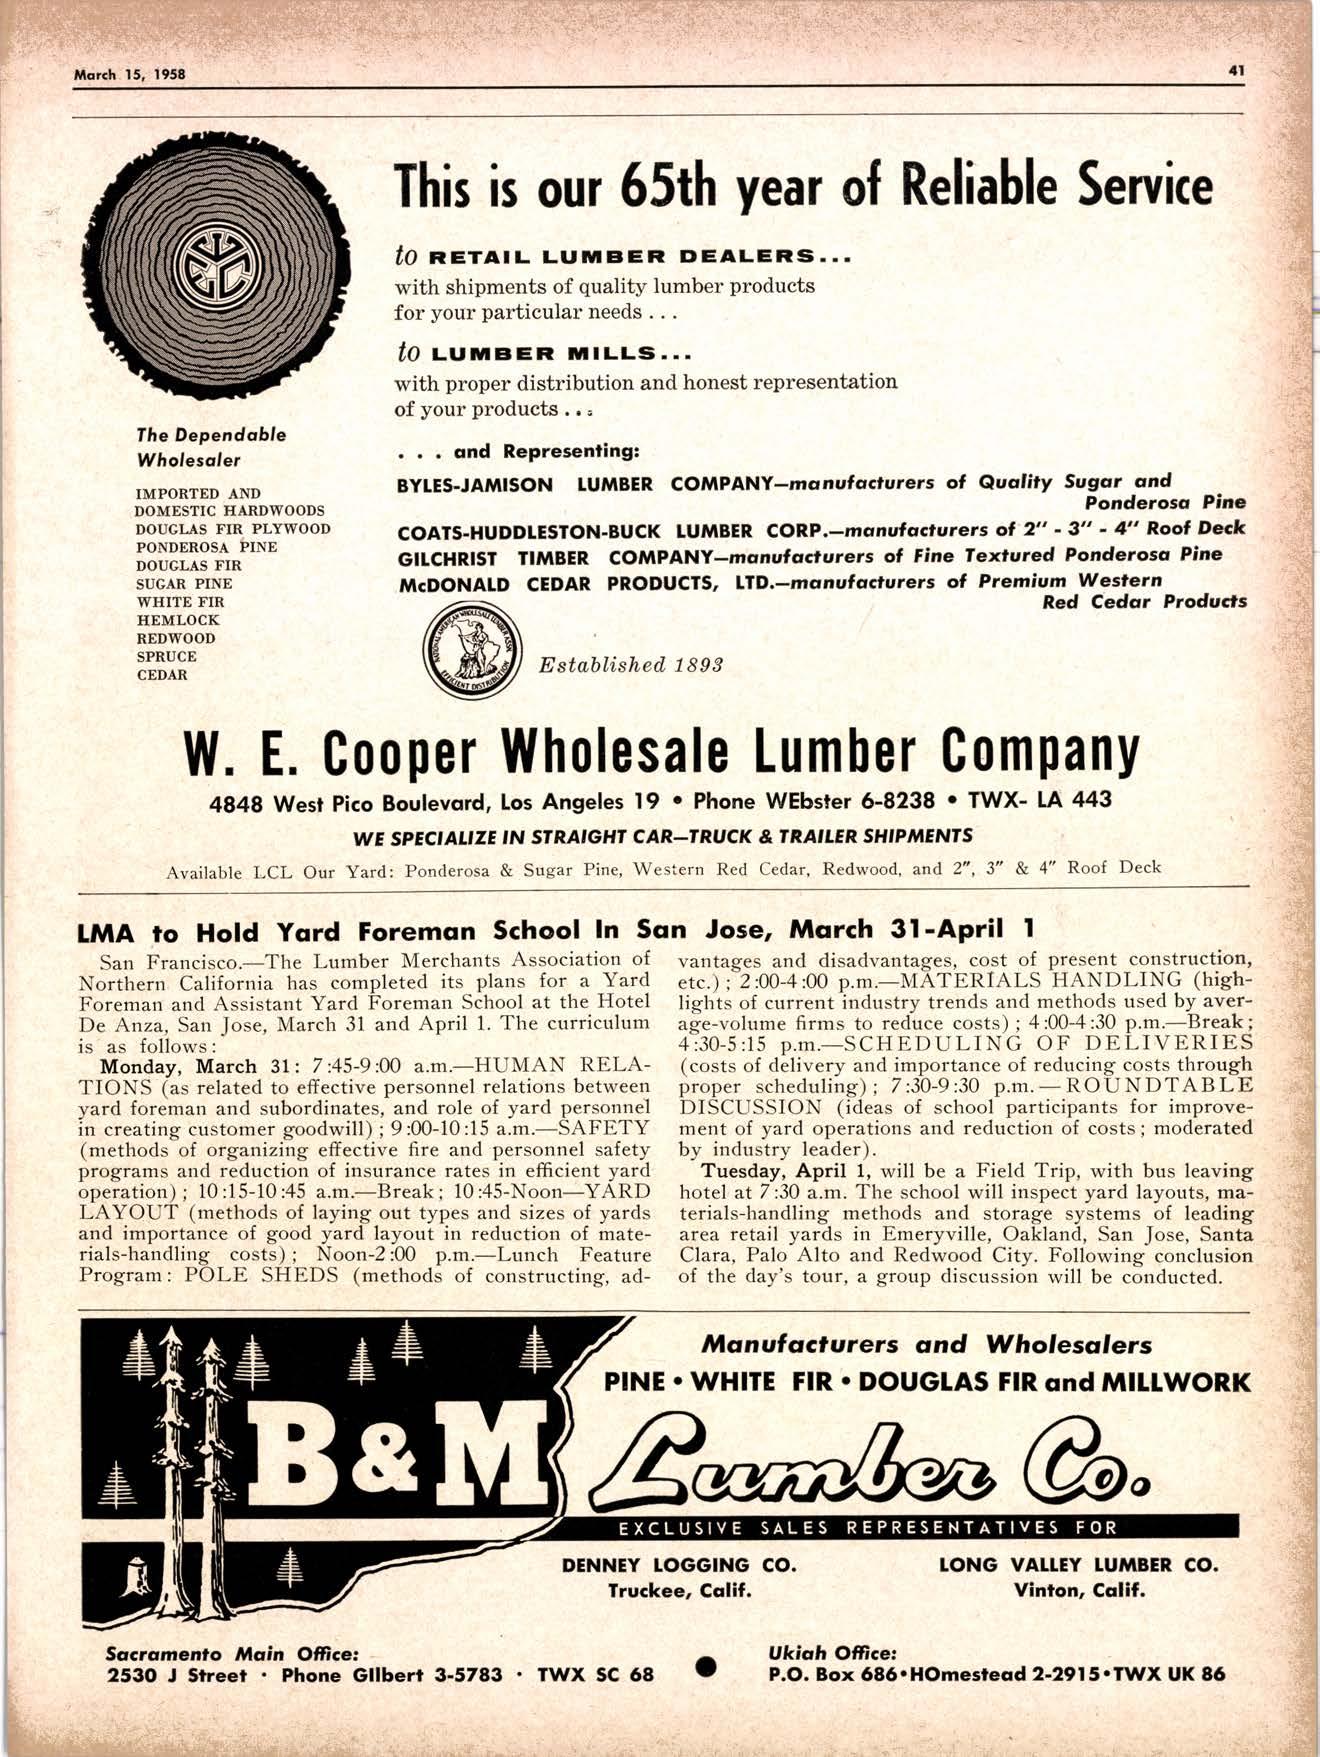 March 15, 1958
41
This is our 65th year of Reliable Service
to RETAIL LUMBER DEALERS...
with shipments of quality lumber products
for your particular needs . . .
to LUMBER MILLS...
with proper distribution and honest representation
of your products . . .
. . . and Representing:
BYLES-JAMISON LUMBER COMPANY—manufacturers of Quality Sugar and
Ponderosa Pine
COATS-HUDDLESTON-BUCK LUMBER CORP.—manufacturers of 2" - 3" - 4" Roof Deck
GILCHRIST TIMBER COMPANY—manufacturers of Fine Textured Ponderosa Pine
McDONALD CEDAR PRODUCTS, LTD.—manufacturers of Premium Western
Red Cedar Products
The Dependable
Wholesaler
IMPORTED AND
DOMESTIC HARDWOODS
DOUGLAS FIR PLYWOOD
PONDEROSA PINE
DOUGLAS FIR
SUGAR PINE
WHITE FIR
HEMLOCK
REDWOOD
SPRUCE
CEDAR
NATIONAL AMERICAN WHOLESALE LUMBER ASSN
EFFICIENT DISTRIBUTION
Established 1893
W. E. Cooper Wholesale Lumber Company
4848 West Pico Boulevard, Los Angeles 19 • Phone WEbster 6-8238 • TWX- LA 443
WE SPECIALIZE IN STRAIGHT CAR—TRUCK & TRAILER SHIPMENTS
Available LCL Our Yard: Ponderosa & Sugar Pine, Western Red Cedar, Redwood, and 2", 3" & 4" Roof Deck
LMA to Hold Yard Foreman School In San Jose, March 31-April 1
San Francisco.—The Lumber Merchants Association of
Northern California has completed its plans for a Yard
Foreman and Assistant Yard Foreman School at the Hotel
De Anza, San Jose, March 31 and April 1. The curriculum
is as follows:
Monday, March 31: 7:45-9:00 a.m.—HUMAN RELA-
TIONS (as related to effective personnel relations between
yard foreman and subordinates, and role of yard personnel
in creating customer goodwill) ; 9:00-10:15 a.m.—SAFETY
(methods of organizing effective fire and personnel safety
programs and reduction of insurance rates in efficient yard
operation) ; 10:15-10:45 a.m.—Break; 10:45-Noon—YARD
LAYOUT (methods of laying out types and sizes of yards
and importance of good yard layout in reduction of mate-
rials-handling costs) ; Noon-2:00 p.m.—Lunch Feature
Program: POLE SHEDS (methods of constructing, ad-
vantages and disadvantages, cost of present construction,
etc.) ; 2:00-4:00 p.m.—MATERIALS HANDLING (high-
lights of current industry trends and methods used by aver-
age-volume firms to reduce costs) ; 4:00-4:30 p.m.—Break;
4:30-5:15 p.m.—SCHEDULING OF DELIVERIES
(costs of delivery and importance of reducing costs through
proper scheduling) ; 7:30-9:30 p.m. — ROUNDTABLE
DISCUSSION (ideas of school participants for improve-
ment of yard operations and reduction of costs; moderated
by industry leader).
Tuesday, April 1, will be a Field Trip, with bus leaving
hotel at 7:30 a.m. The school will inspect yard layouts, ma-
terials-handling methods and storage systems of leading
area retail yards in Emeryville, Oakland, San Jose, Santa
Clara, Palo Alto and Redwood City. Following conclusion
of the day's tour, a group discussion will be conducted.
Manufacturers and Wholesalers
PINE • WHITE FIR • DOUGLAS FIR and MILLWORK
B&M Lumber Co.
EXCLUSIVE SALES REPRESENTATIVES FOR
DENNEY LOGGING CO.
Truckee, Calif.
LONG VALLEY LUMBER CO.
Vinton, Calif.
Sacramento Main Office:
2530 J Street · Phone GIlbert 3-5783 · TWX SC 68
Ukiah Office:
P.O. Box 686•HOmestead 2-2915•TWX UK 86